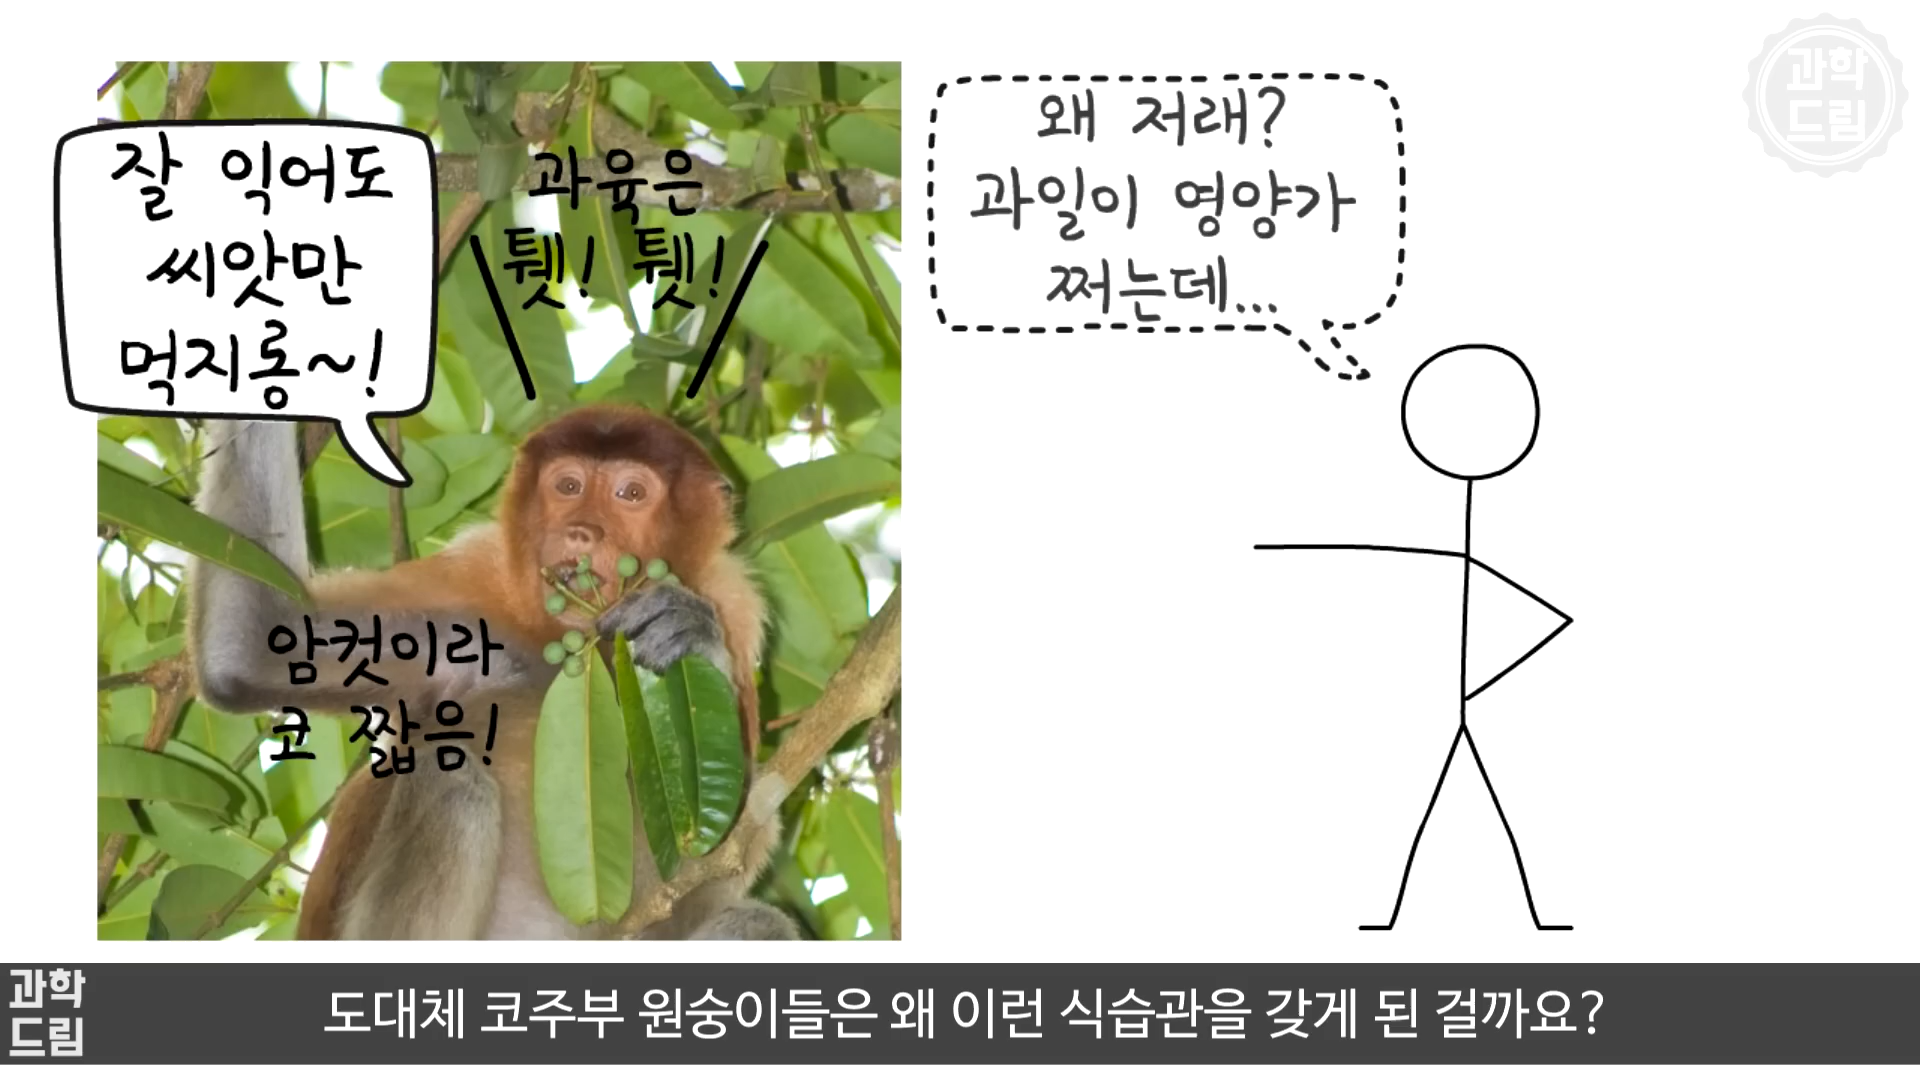 잘 익어도
씨앗만
먹지롱~!
과육은
퉷! 퉷!
암컷이라
코 짧음!
왜 저래?
과일이 영양가
쩌는데...
과학
드림
과학
드림
도대체 코주부 원숭이들은 왜 이런 식습관을 갖게 된 걸까요?